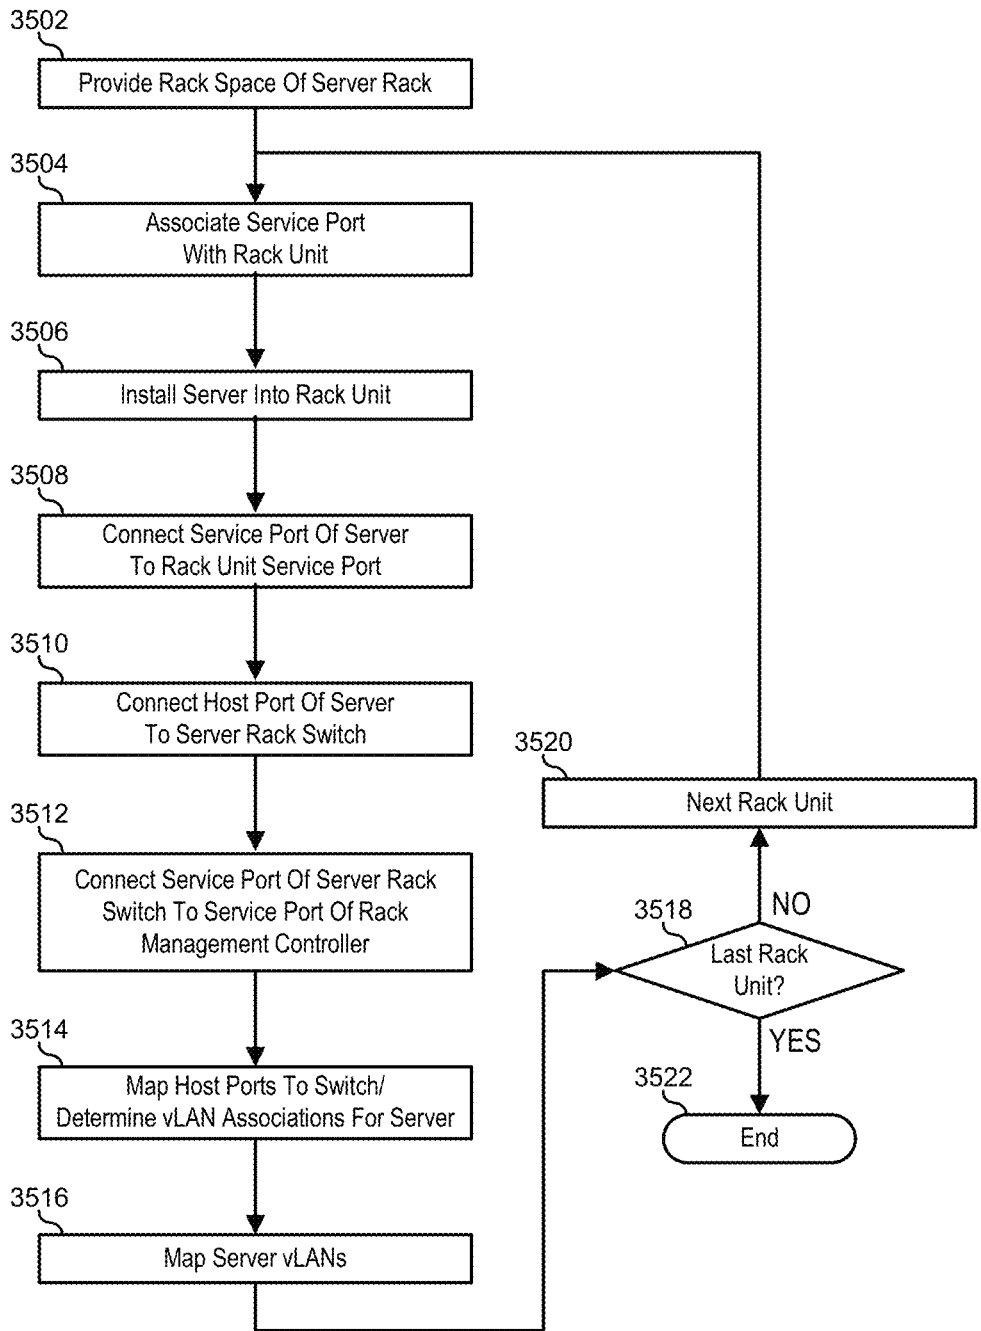 3502
Provide Rack Space Of Server Rack
3504
Associate Service Port
With Rack Unit
3506
Install Server Into Rack Unit
3508
Connect Service Port Of Server
To Rack Unit Service Port
3510
Connect Host Port Of Server
To Server Rack Switch
3512
Connect Service Port Of Server Rack
Switch To Service Port Of Rack
Management Controller
3514
Map Host Ports To Switch/
Determine vLAN Associations For Server
3516
Map Server vLANs
3520
Next Rack Unit
NO
3518
Last Rack
Unit?
YES
3522
End